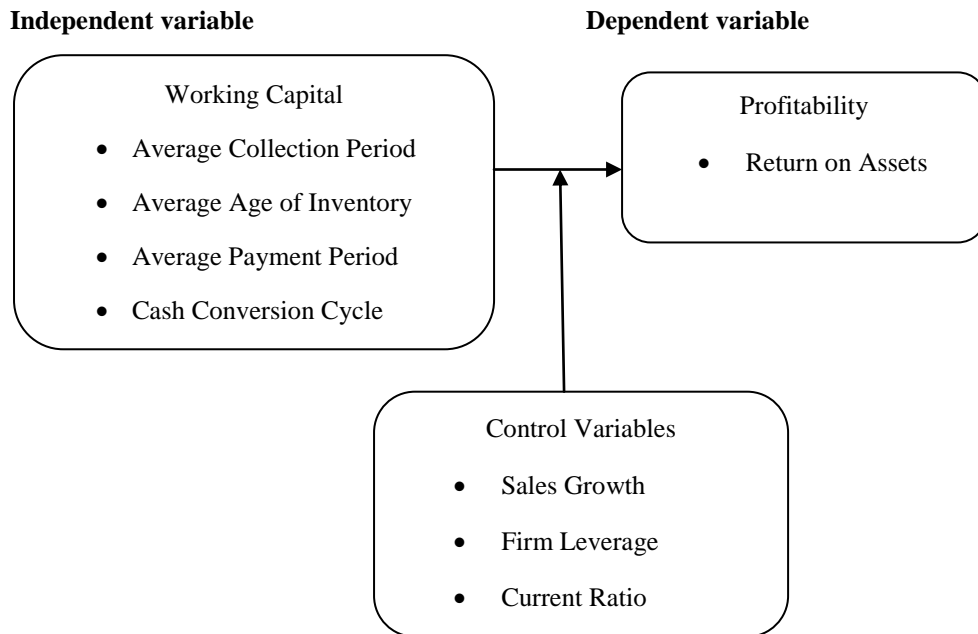 Independent variable
Dependent variable
Working Capital
• Average Collection Period
• Average Age of Inventory
• Average Payment Period
• Cash Conversion Cycle
Profitability
• Return on Assets
Control Variables
• Sales Growth
• Firm Leverage
• Current Ratio